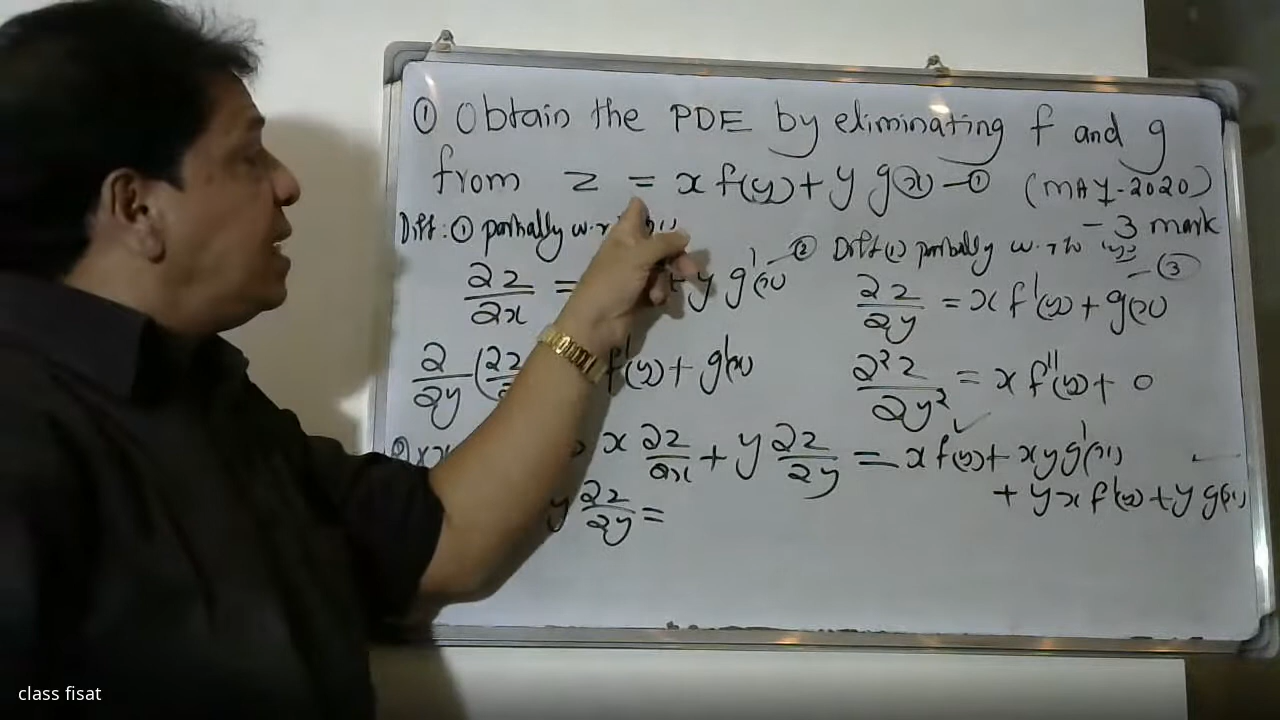 ① Obtain the PDE by eliminating f and g
from z = x f(y) + y g(x) — ① (MAY-2020)
- 3 mark
Diff: ① partially w.r.
— ② Diff(1) partially w.r.to 'y'
— ③
∂z/∂x = + y g'(x)
∂z/∂y = x f'(y) + g(x)
∂/∂y (∂z/ f'(y) + g'(x)
∂²z/∂y² = x f''(y) + 0
②×x x ∂z/∂x + y ∂z/∂y = x f(y) + xy g'(x)
+ yx f'(y) + y g(x)
y ∂z/∂y =
class fisat